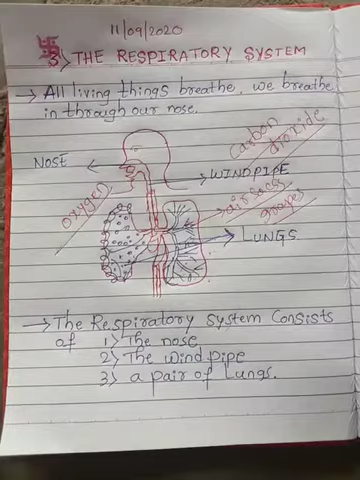 11/09/2020
3) THE RESPIRATORY SYSTEM
→ All living things breathe. we breathe
in through our nose.
carbon
dioxide
NOSE
WINDPIPE
oxygen
air sacs
grapes
LUNGS
→ The Respiratory System Consists
of 1) The nose
2) The wind pipe
3) a pair of Lungs.